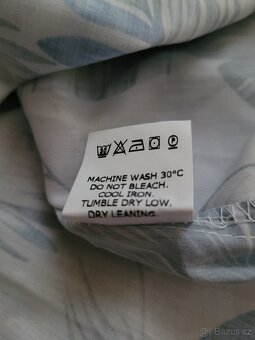 MACHINE WASH 30°C
DO NOT BLEACH.
COOL IRON.
TUMBLE DRY LOW.
DRY LEANING.
Bazos.cz